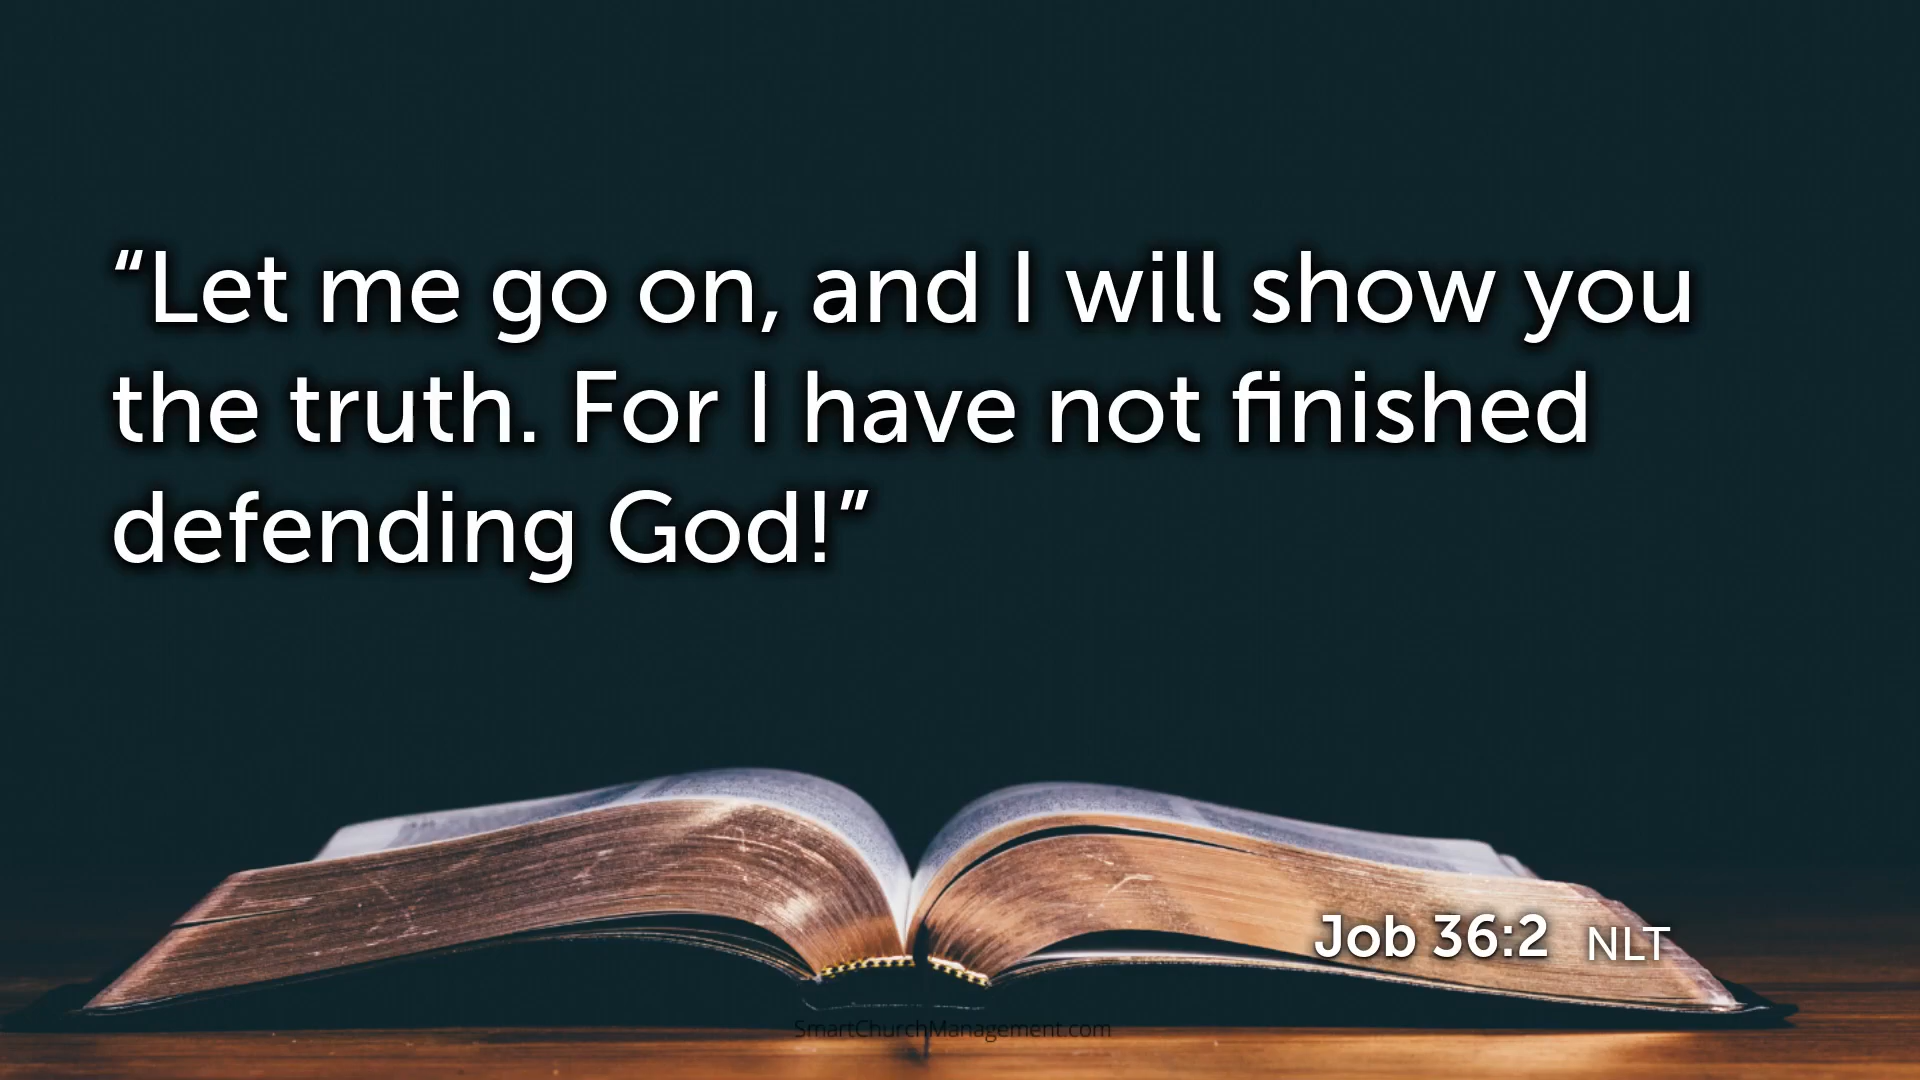 “Let me go on, and I will show you
the truth. For I have not finished
defending God!”
Job 36:2 NLT
SmartChurchManagement.com